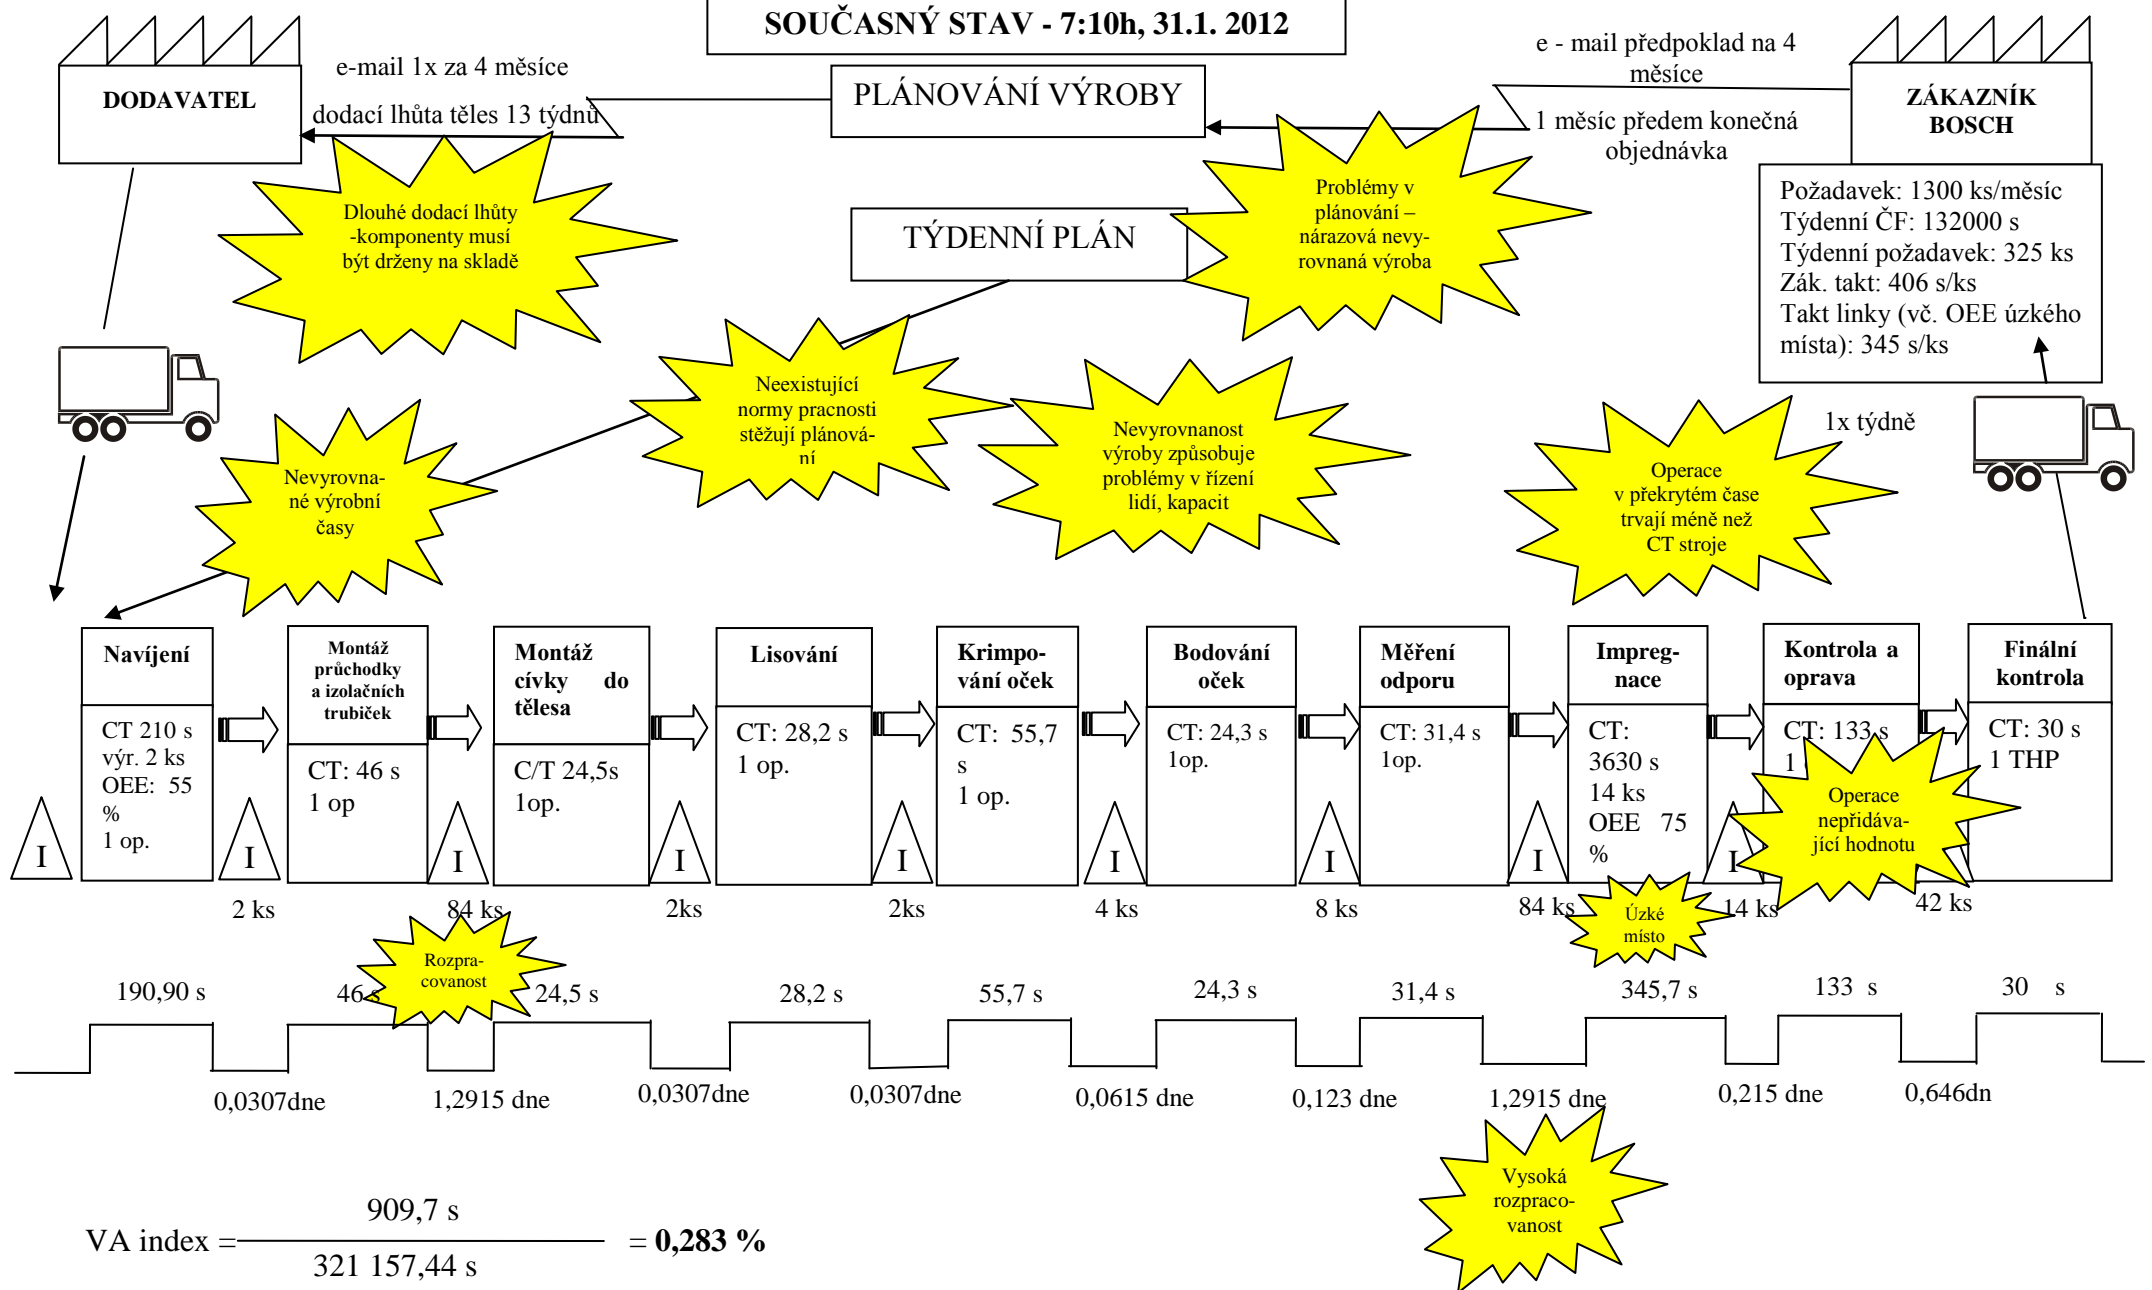 SOUČASNÝ STAV - 7:10h, 31.1. 2012
DODAVATEL
e-mail 1x za 4 měsíce
dodací lhůta těles 13 týdnů
PLÁNOVÁNÍ VÝROBY
e - mail předpoklad na 4
měsíce
1 měsíc předem konečná
objednávka
ZÁKAZNÍK
BOSCH
Požadavek: 1300 ks/měsíc
Týdenní ČF: 132000 s
Týdenní požadavek: 325 ks
Zák. takt: 406 s/ks
Takt linky (vč. OEE úzkého
místa): 345 s/ks
Dlouhé dodací lhůty
-komponenty musí
být drženy na skladě
TÝDENNÍ PLÁN
Problémy v
plánování –
nárazová nevy-
rovnaná výroba
Neexistující
normy pracnosti
stěžují plánová-
ní
Nevyrovnanost
výroby způsobuje
problémy v řízení
lidí, kapacit
1x týdně
Nevyrovna-
né výrobní
časy
Operace
v překrytém čase
trvají méně než
CT stroje
Navíjení
CT 210 s
výr. 2 ks
OEE: 55
%
1 op.
Montáž
průchodky
a izolačních
trubiček
CT: 46 s
1 op
Montáž
cívky do
tělesa
C/T 24,5s
1op.
Lisování
CT: 28,2 s
1 op.
Krimpo-
vání oček
CT: 55,7
s
1 op.
Bodování
oček
CT: 24,3 s
1op.
Měření
odporu
CT: 31,4 s
1op.
Impreg-
nace
CT:
3630 s
14 ks
OEE 75
%
Kontrola a
oprava
CT: 133 s
1
Operace
nepřidáva-
jící hodnotu
Finální
kontrola
CT: 30 s
1 THP
I
I
I
I
I
I
I
I
I
2 ks
84 ks
2ks
2ks
4 ks
8 ks
84 ks
14 ks
42 ks
Rozpra-
covanost
Úzké
místo
190,90 s
46 s
24,5 s
28,2 s
55,7 s
24,3 s
31,4 s
345,7 s
133 s
30 s
0,0307dne
1,2915 dne
0,0307dne
0,0307dne
0,0615 dne
0,123 dne
1,2915 dne
0,215 dne
0,646dn
Vysoká
rozpraco-
vanost
909,7 s
VA index = = 0,283 %
321 157,44 s